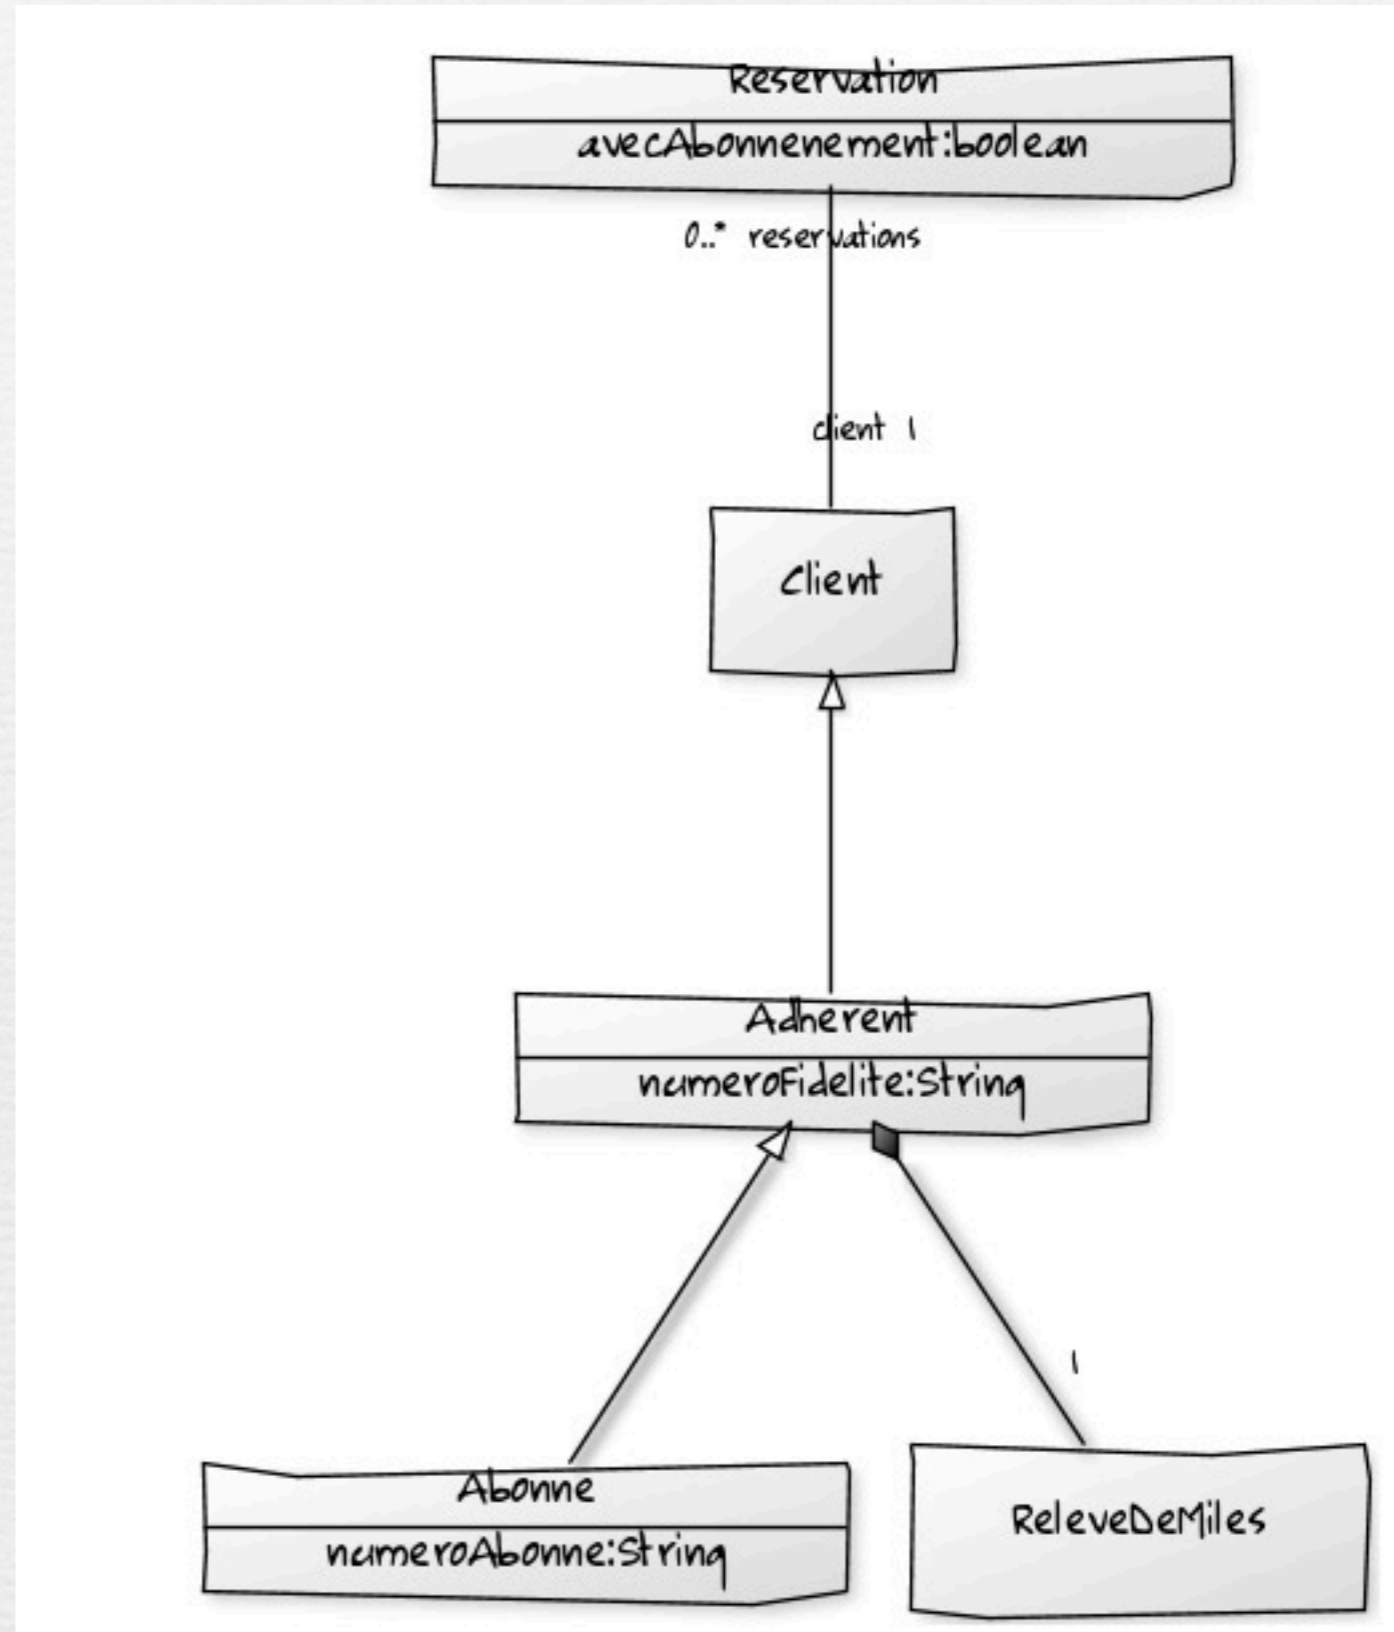 Reservation
avecAbonnenement:boolean
0..* reservations
client 1
Client
Adherent
numeroFidelite:String
1
Abonne
numeroAbonne:String
ReleveDeMiles